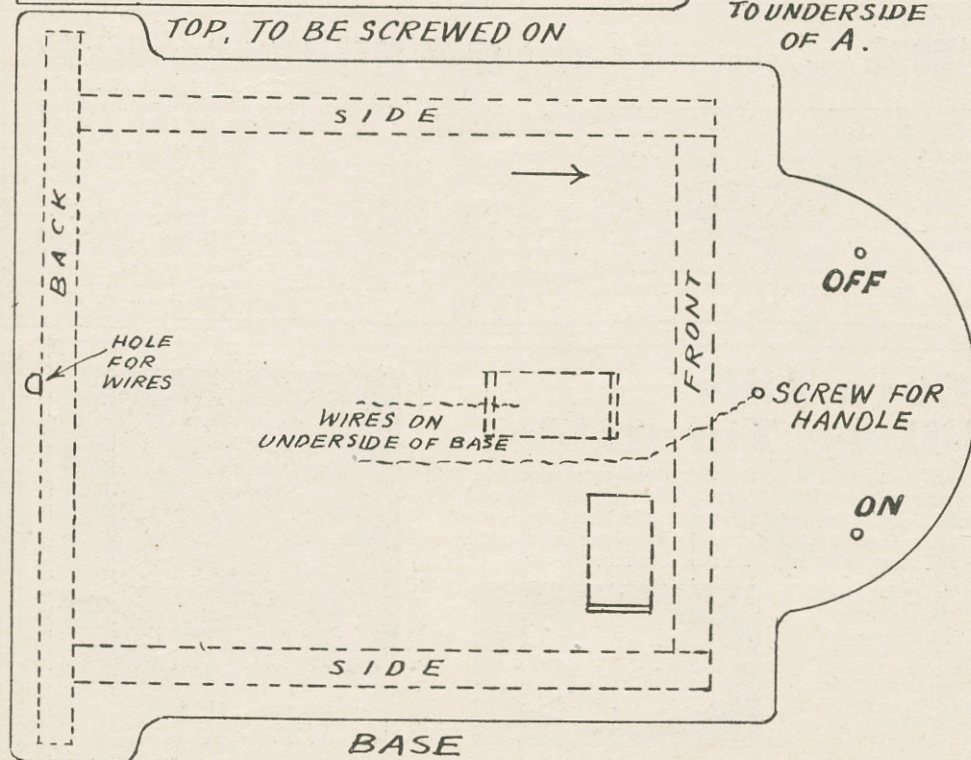 TO UNDERSIDE
OF A.
TOP, TO BE SCREWED ON
SIDE
BACK
HOLE
FOR
WIRES
FRONT
OFF
SCREW FOR
HANDLE
WIRES ON
UNDERSIDE OF BASE
ON
SIDE
BASE